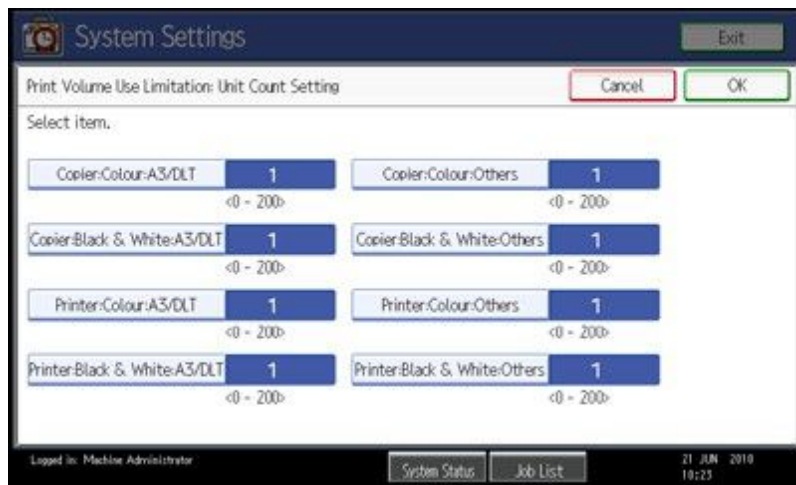 System Settings
Exit
Print Volume Use Limitation: Unit Count Setting
Cancel
OK
Select item.
Copier:Colour:A3/DLT 1
Copier:Colour:Others 1
<0 - 200>
<0 - 200>
Copier:Black & White:A3/DLT 1
Copier:Black & White:Others 1
<0 - 200>
<0 - 200>
Printer:Colour:A3/DLT 1
Printer:Colour:Others 1
<0 - 200>
<0 - 200>
Printer:Black & White:A3/DLT 1
Printer:Black & White:Others 1
<0 - 200>
<0 - 200>
Logged in: Machine Administrator
System Status
Job List
21 JUN 2010
10:23